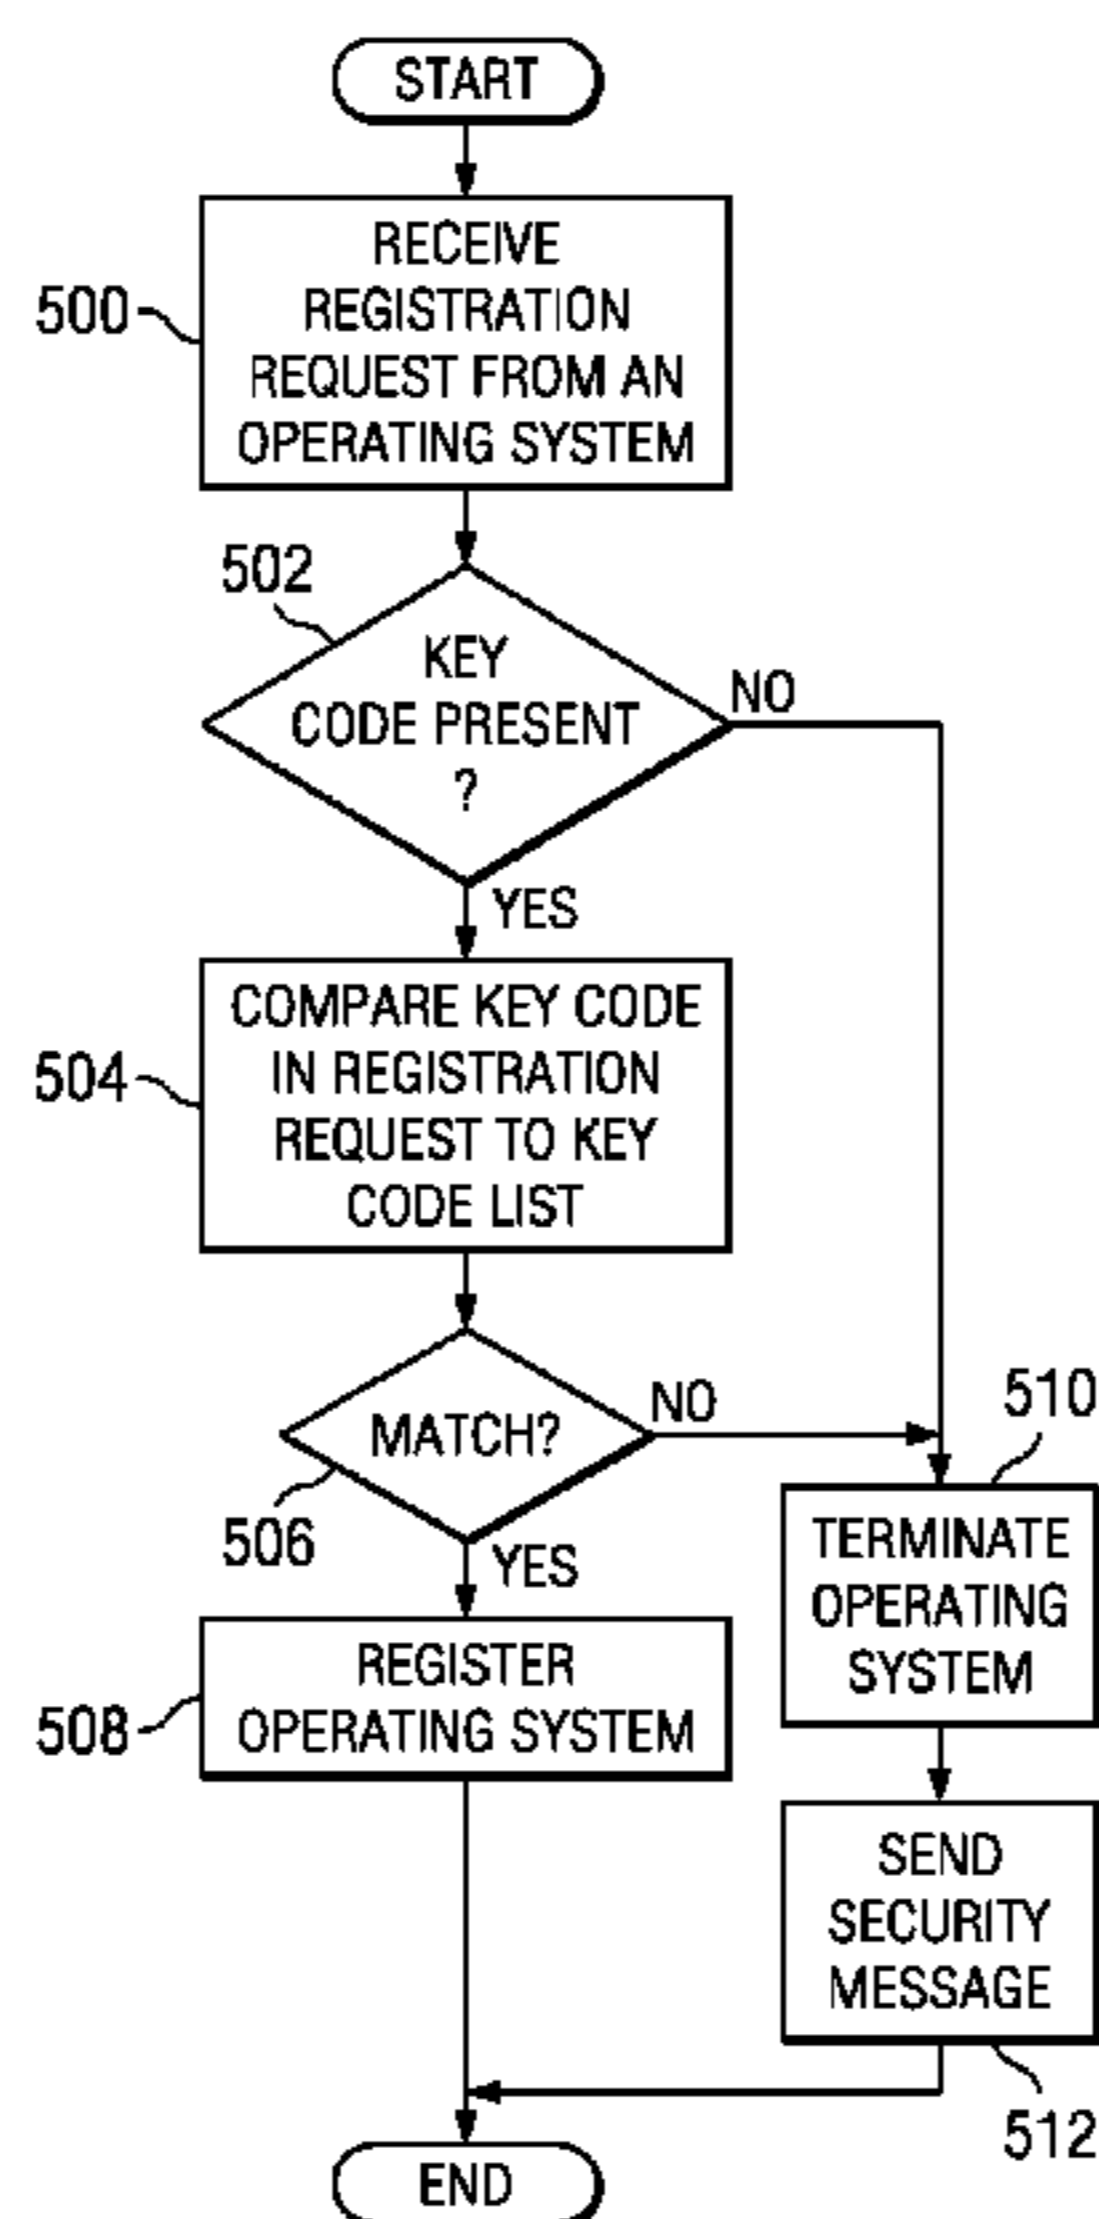 START
500
RECEIVE
REGISTRATION
REQUEST FROM AN
OPERATING SYSTEM
502
KEY
CODE PRESENT
?
NO
YES
504
COMPARE KEY CODE
IN REGISTRATION
REQUEST TO KEY
CODE LIST
MATCH?
NO
506
YES
510
TERMINATE
OPERATING
SYSTEM
508
REGISTER
OPERATING SYSTEM
SEND
SECURITY
MESSAGE
512
END